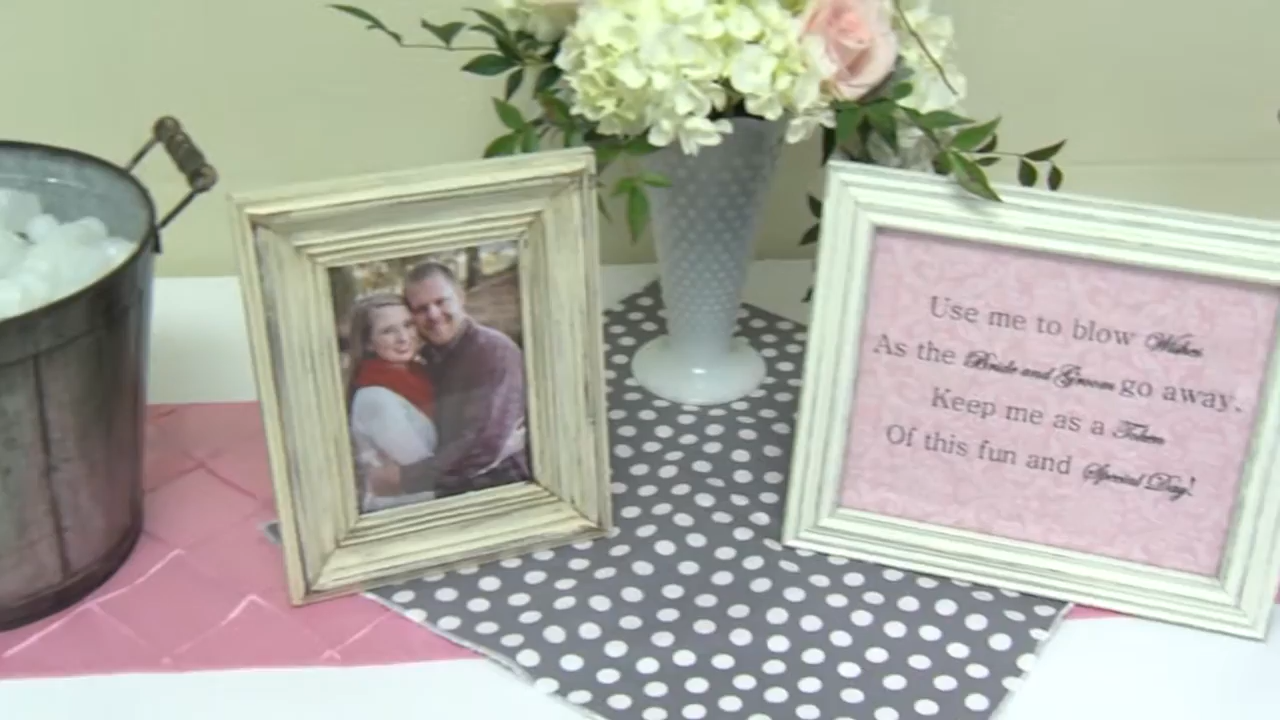 Use me to blow Wishes
As the Bride and Groom go away.
Keep me as a Token
Of this fun and Special Day!